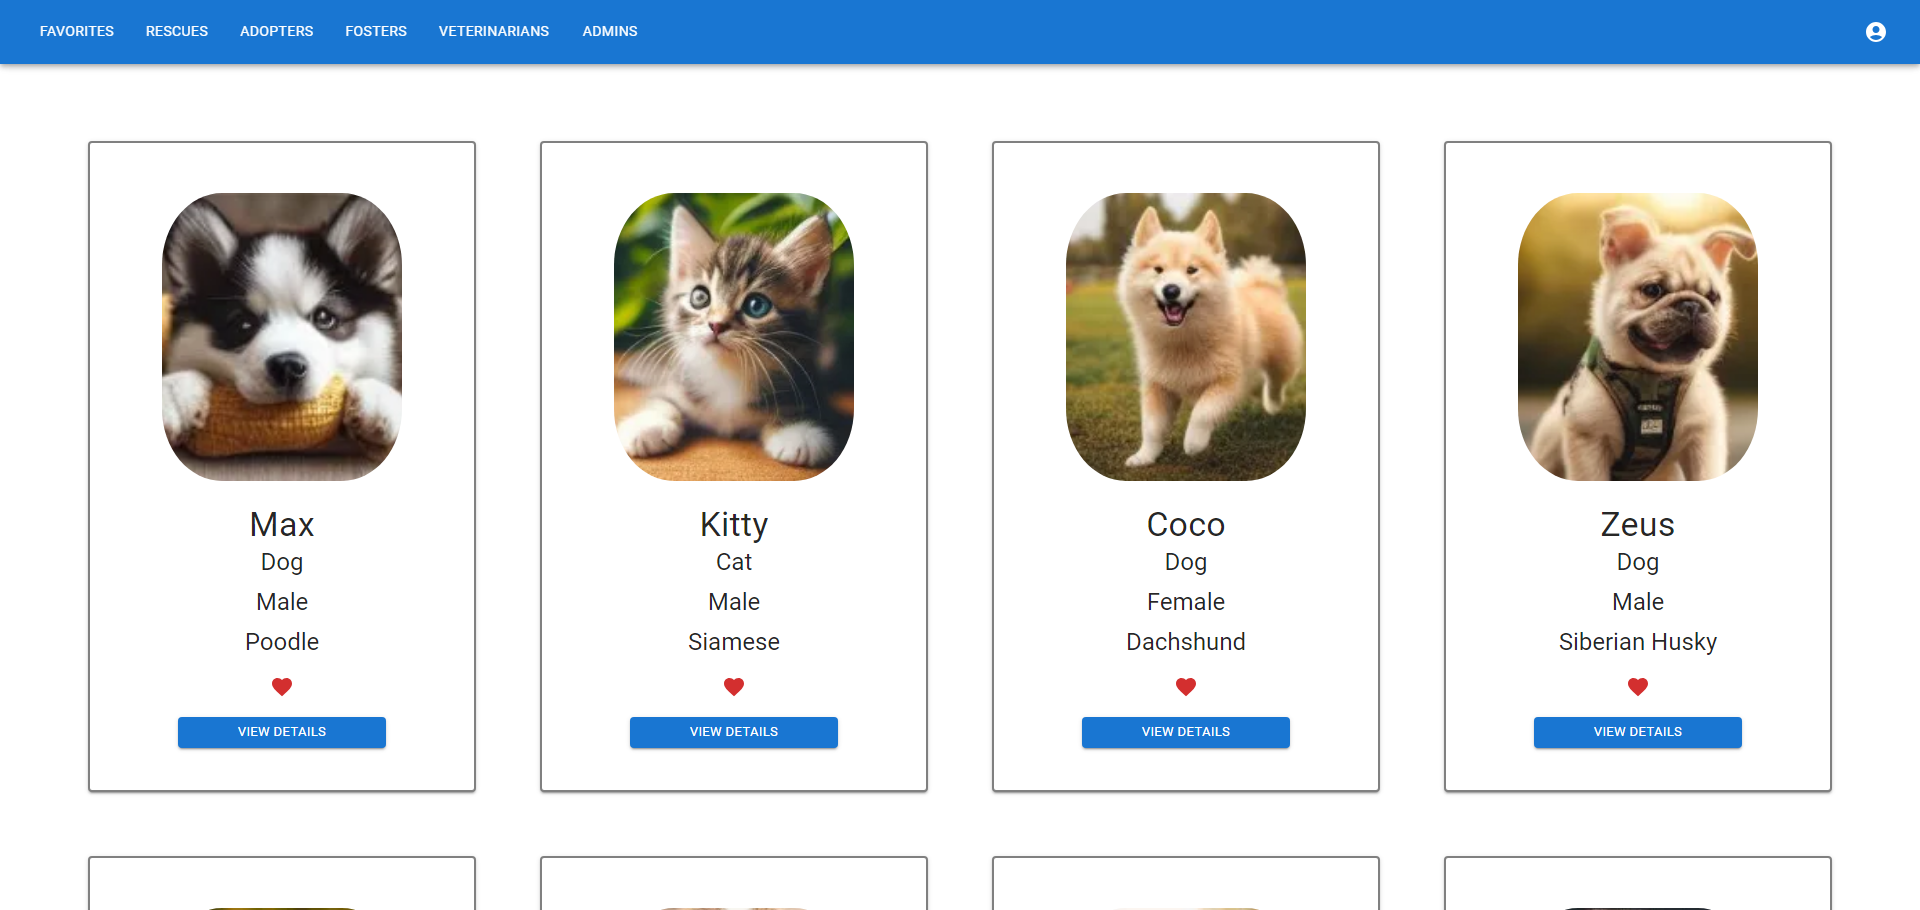 FAVORITES RESCUES ADOPTERS FOSTERS VETERINARIANS ADMINS
Max
Dog
Male
Poodle
VIEW DETAILS
Kitty
Cat
Male
Siamese
VIEW DETAILS
Coco
Dog
Female
Dachshund
VIEW DETAILS
Zeus
Dog
Male
Siberian Husky
VIEW DETAILS